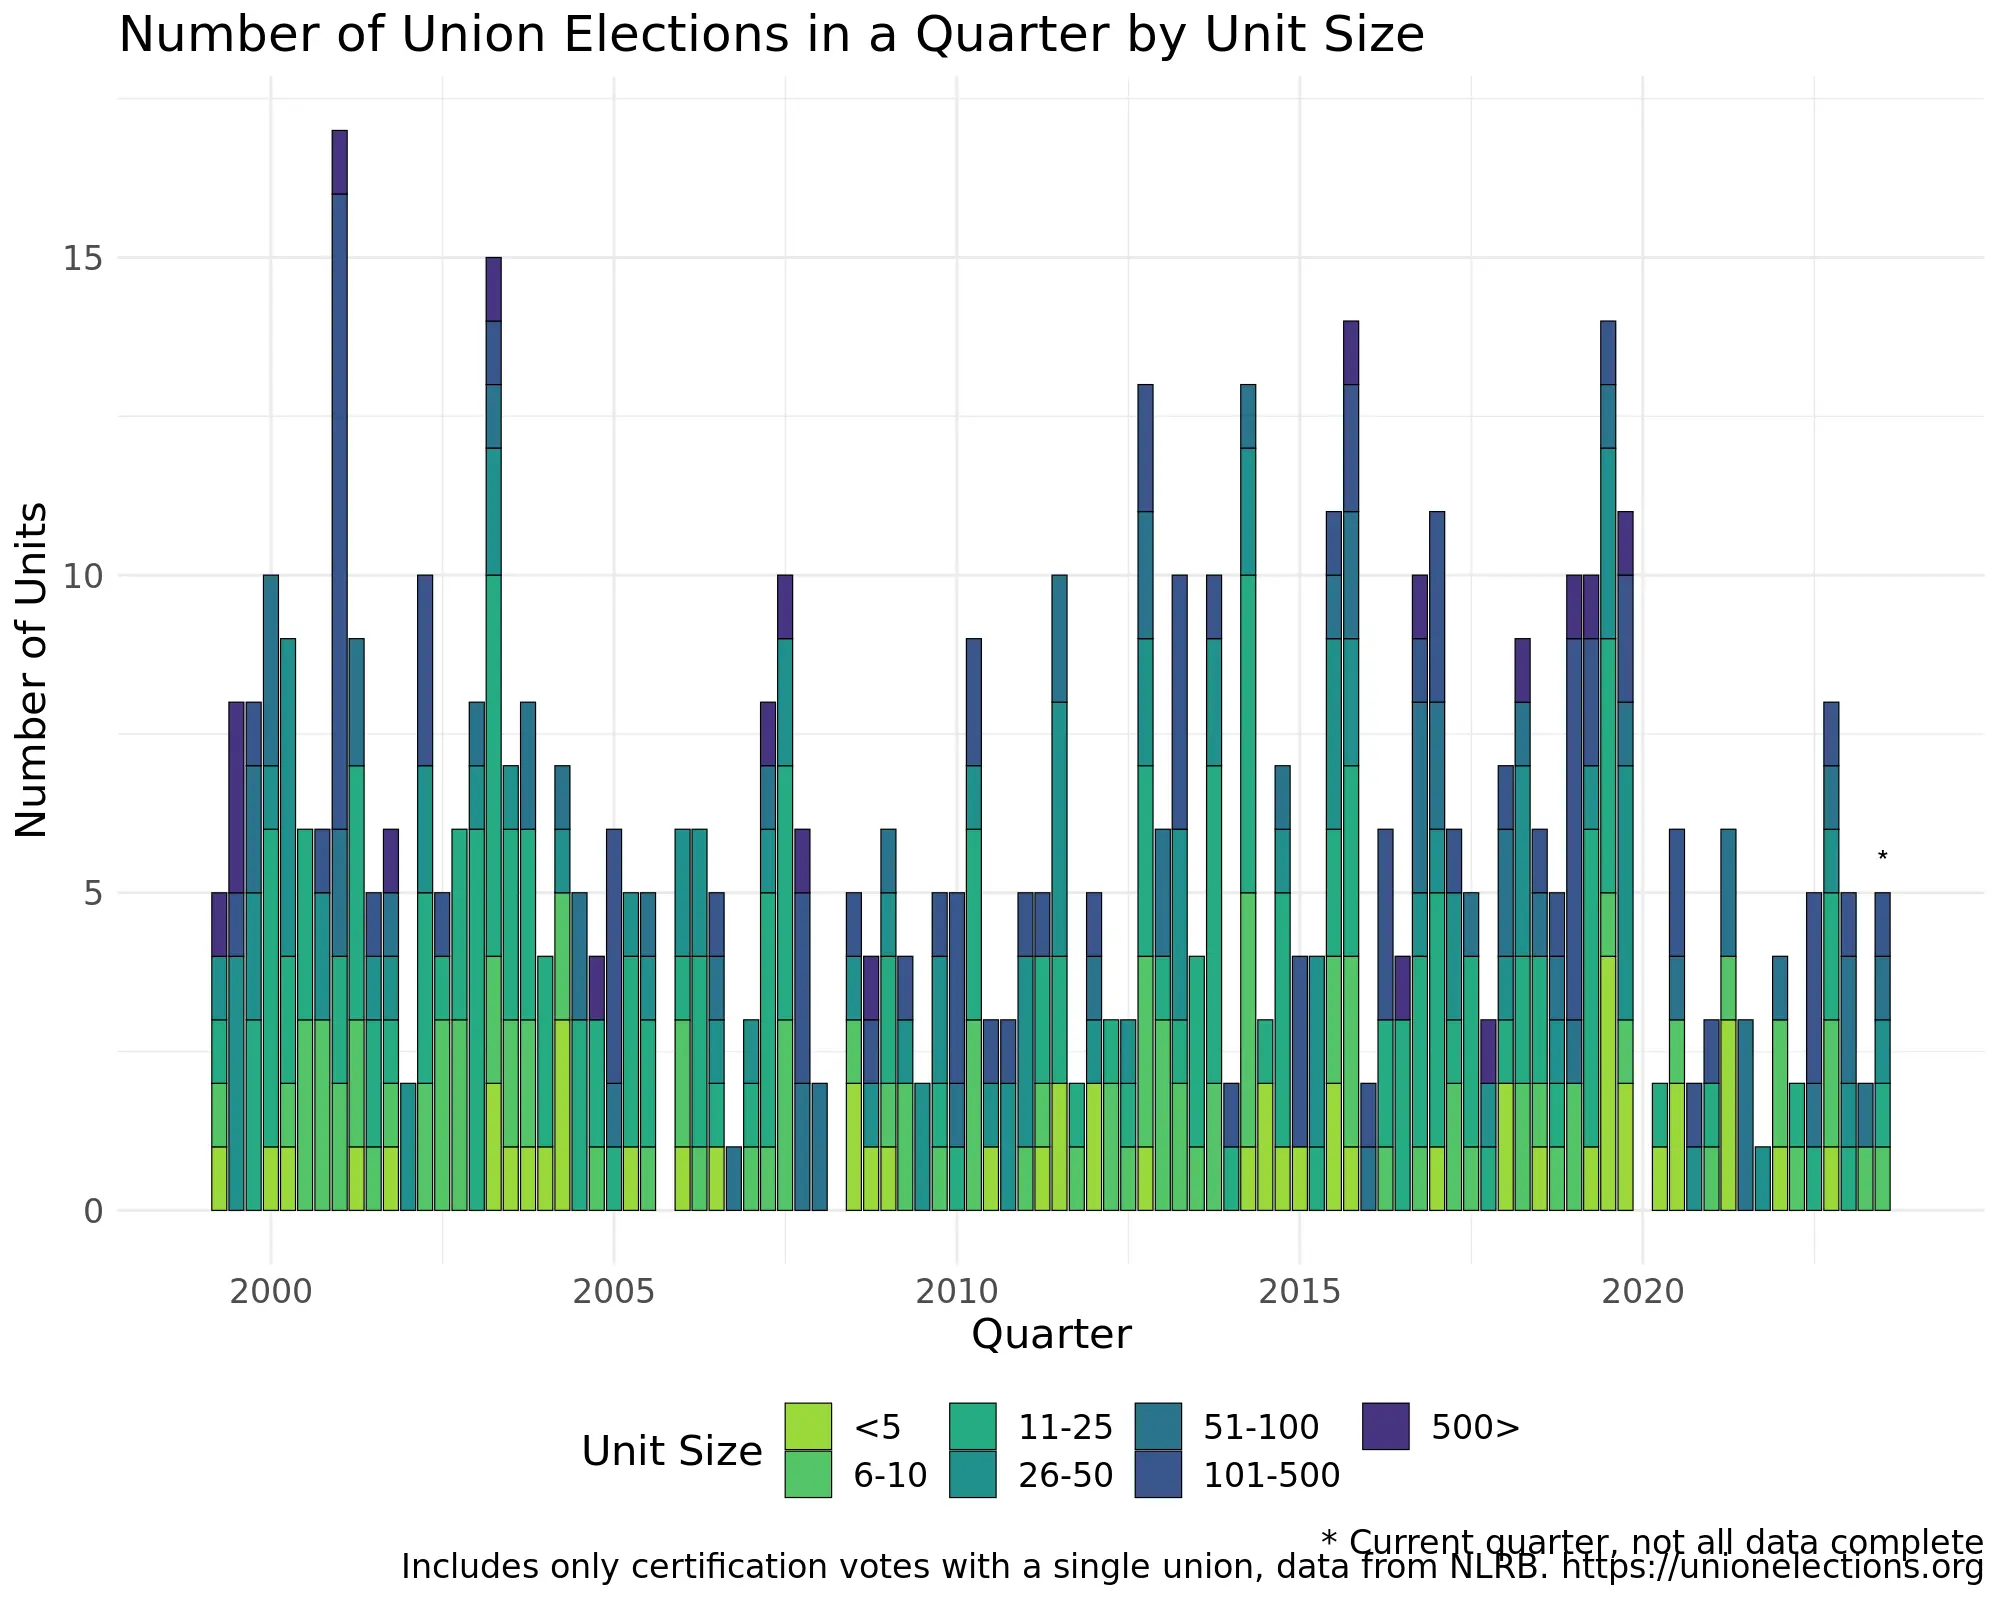 Number of Union Elections in a Quarter by Unit Size
Number of Units
15
10
5
0
*
2000 2005 2010 2015 2020
Quarter
Unit Size
<5 11-25 51-100 500>
6-10 26-50 101-500
* Current quarter, not all data complete
Includes only certification votes with a single union, data from NLRB. https://unionelections.org